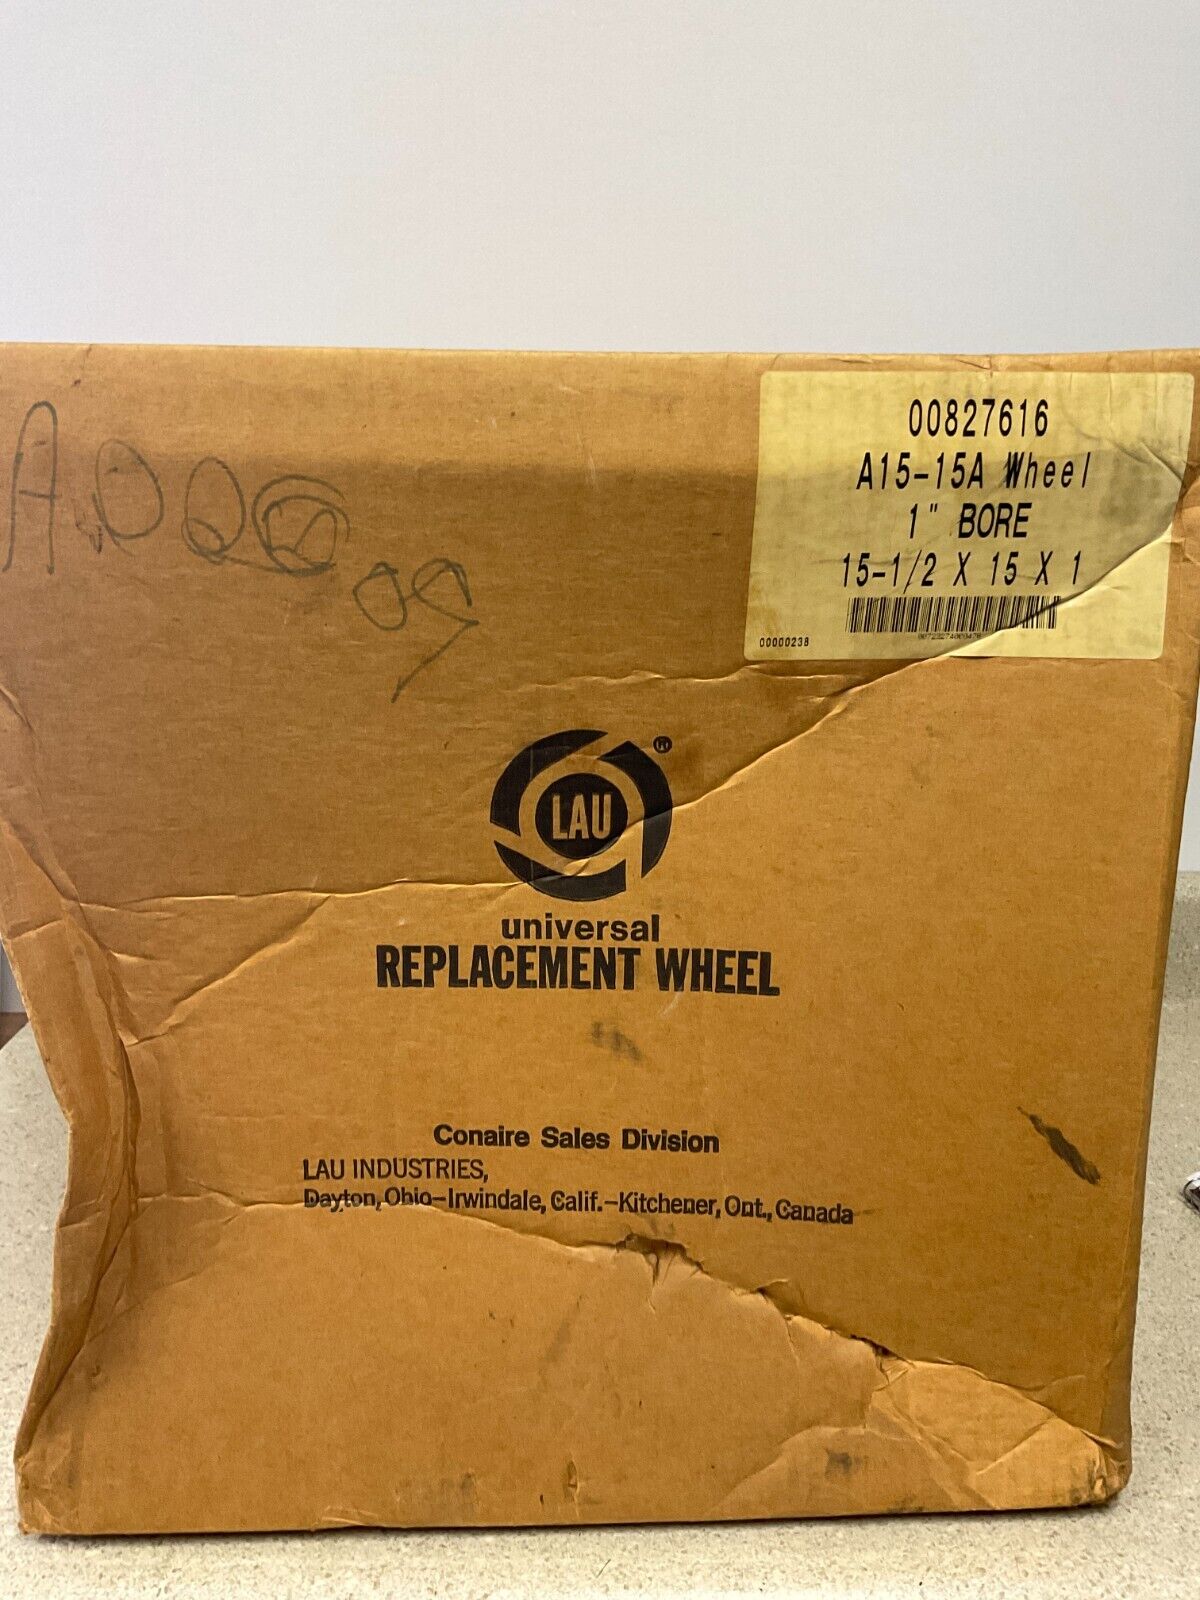 00827616
A15-15A Wheel
1" BORE
15-1/2 X 15 X 1
00000238
LAU ®
universal
REPLACEMENT WHEEL
Conaire Sales Division
LAU INDUSTRIES,
Dayton, Ohio-Irwindale, Calif.-Kitchener, Ont., Canada